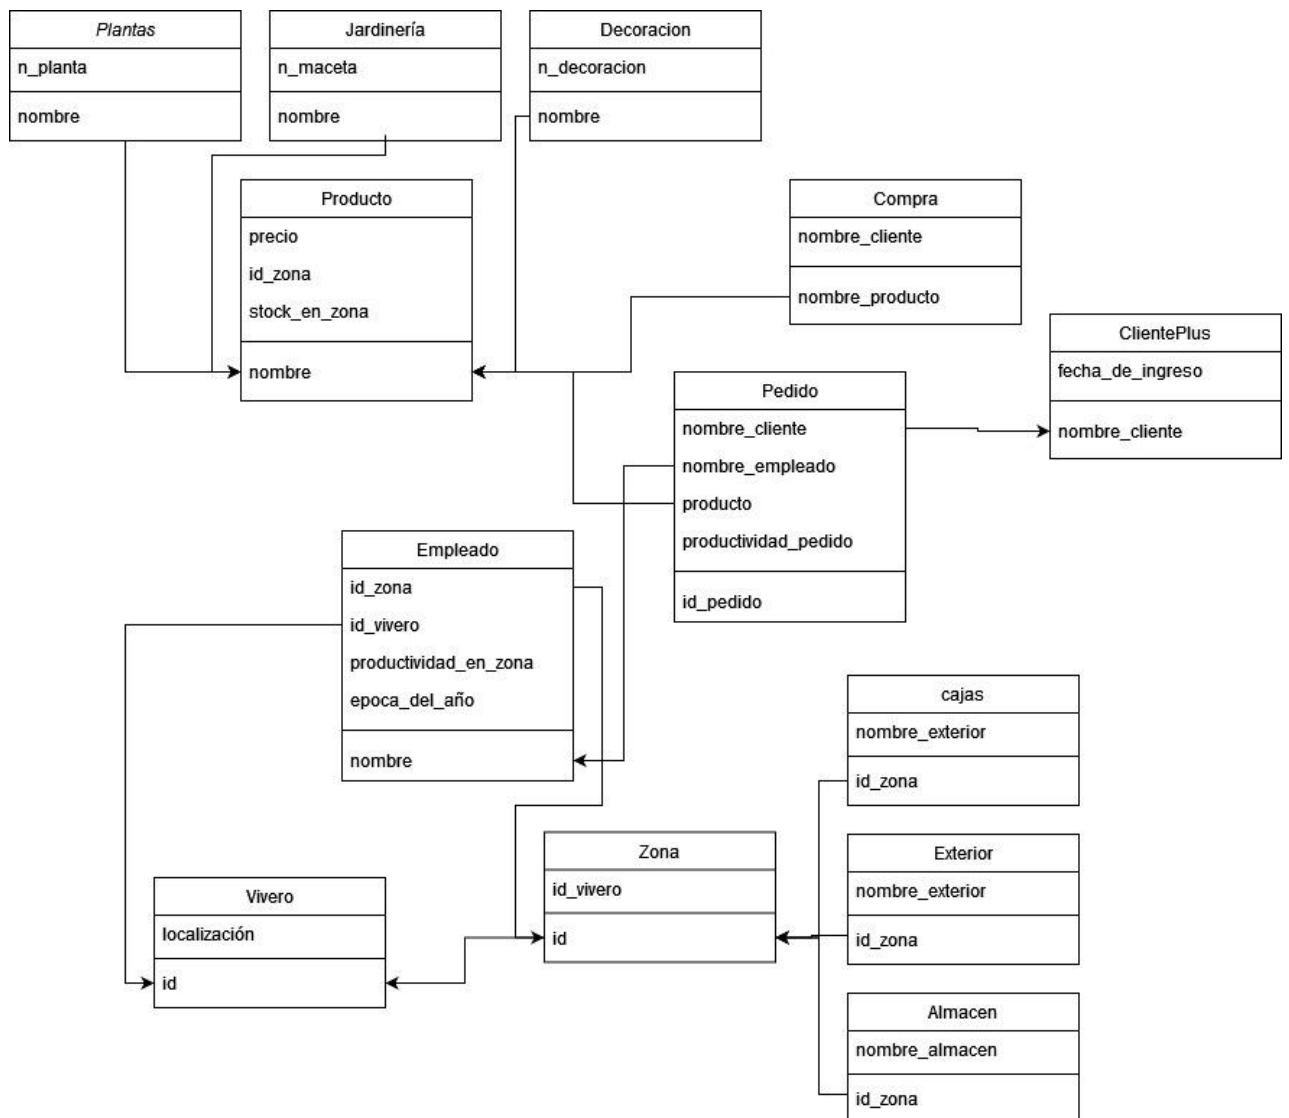 Plantas
n_planta
nombre
Jardinería
n_maceta
nombre
Decoracion
n_decoracion
nombre
Producto
precio
id_zona
stock_en_zona
nombre
Compra
nombre_cliente
nombre_producto
ClientePlus
fecha_de_ingreso
nombre_cliente
Pedido
nombre_cliente
nombre_empleado
producto
productividad_pedido
id_pedido
Empleado
id_zona
id_vivero
productividad_en_zona
epoca_del_año
nombre
cajas
nombre_exterior
id_zona
Zona
id_vivero
id
Exterior
nombre_exterior
id_zona
Vivero
localización
id
Almacen
nombre_almacen
id_zona